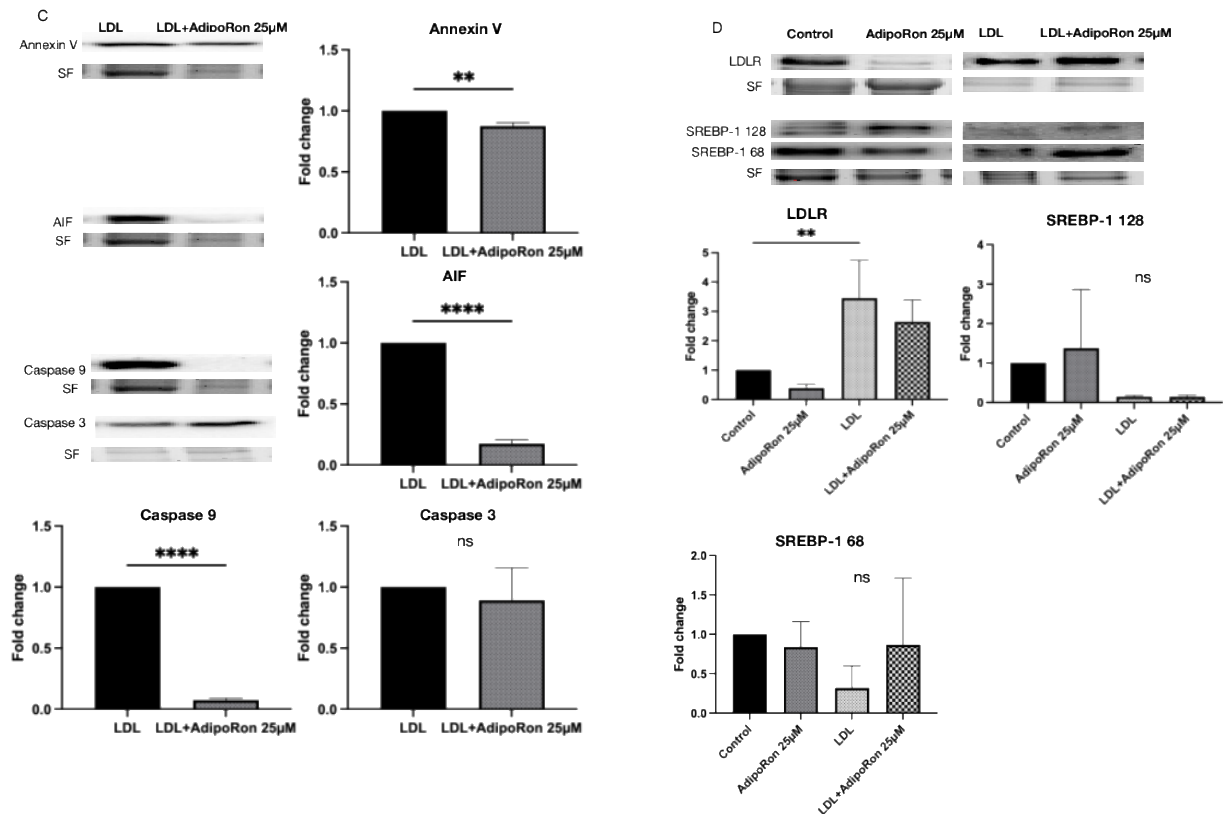 C
LDL LDL+AdipoRon 25µM
Annexin V
SF
AIF
SF
Caspase 9
SF
Caspase 3
SF
Annexin V
**
Fold change
1.5
1.0
0.5
0.0
LDL LDL+AdipoRon 25µM
AIF
****
Fold change
1.5
1.0
0.5
0.0
LDL LDL+AdipoRon 25µM
Caspase 9
****
Fold change
1.5
1.0
0.5
0.0
LDL LDL+AdipoRon 25µM
Caspase 3
ns
Fold change
1.5
1.0
0.5
0.0
LDL LDL+AdipoRon 25µM
D
Control AdipoRon 25µM LDL LDL+AdipoRon 25µM
LDLR
SF
SREBP-1 128
SREBP-1 68
SF
LDLR
**
Fold change
5
4
3
2
1
0
Control
AdipoRon 25µM
LDL
LDL+AdipoRon 25µM
SREBP-1 128
ns
Fold change
4
3
2
1
0
Control
AdipoRon 25µM
LDL
LDL+AdipoRon 25µM
SREBP-1 68
ns
Fold change
2.0
1.5
1.0
0.5
0.0
Control
AdipoRon 25µM
LDL
LDL+AdipoRon 25µM